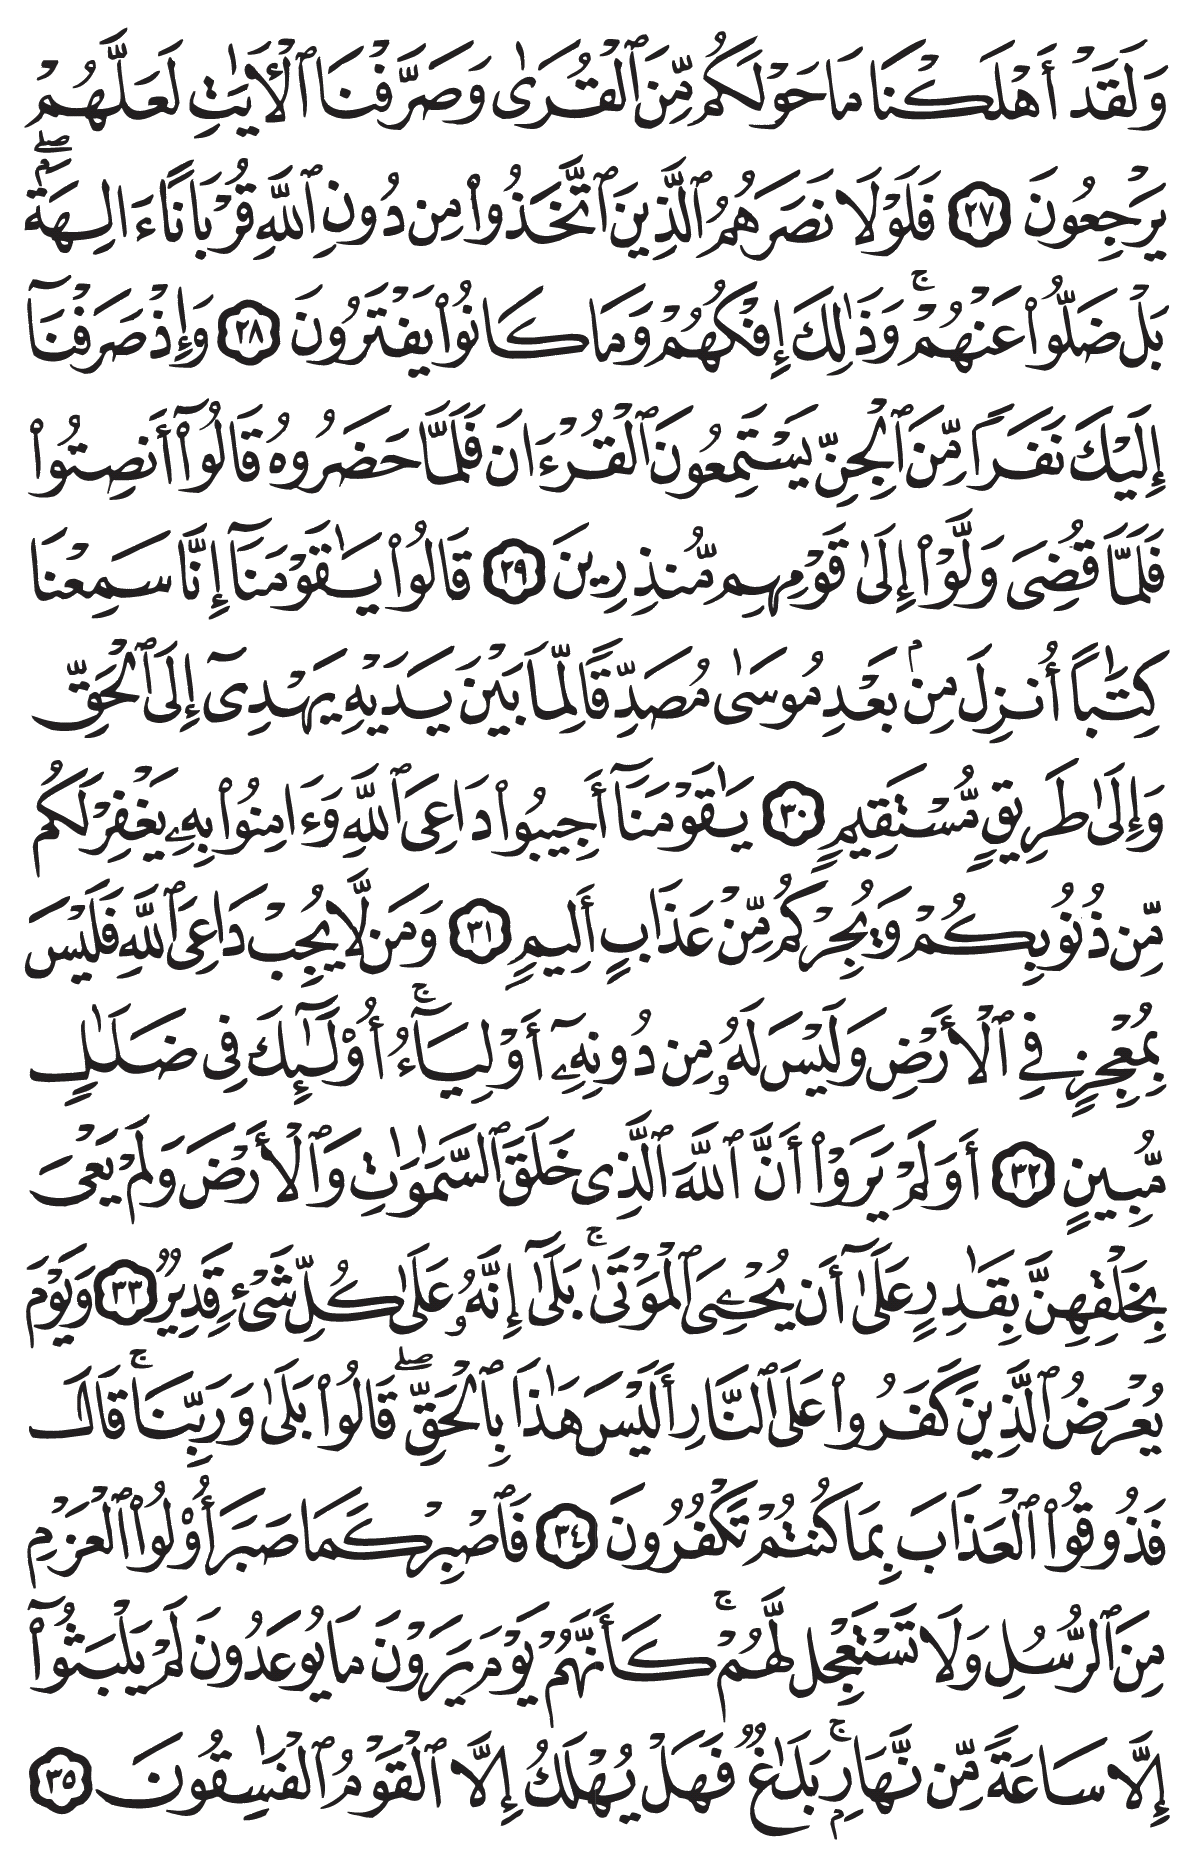 وَلَقَدْ أَهْلَكْنَا مَا حَوْلَكُم مِّنَ ٱلْقُرَىٰ وَصَرَّفْنَا ٱلْءَايَٰتِ لَعَلَّهُمْ
يَرْجِعُونَ ٢٧ فَلَوْلَا نَصَرَهُمُ ٱلَّذِينَ ٱتَّخَذُوا۟ مِن دُونِ ٱللَّهِ قُرْبَانًا ءَالِهَةًۢ ۖ
بَلْ ضَلُّوا۟ عَنْهُمْ ۚ وَذَٰلِكَ إِفْكُهُمْ وَمَا كَانُوا۟ يَفْتَرُونَ ٢٨ وَإِذْ صَرَفْنَآ
إِلَيْكَ نَفَرًا مِّنَ ٱلْجِنِّ يَسْتَمِعُونَ ٱلْقُرْءَانَ فَلَمَّا حَضَرُوهُ قَالُوٓا۟ أَنصِتُوا۟
فَلَمَّا قُضِىَ وَلَّوْا۟ إِلَىٰ قَوْمِهِم مُّنذِرِينَ ٢٩ قَالُوا۟ يَٰقَوْمَنَآ إِنَّا سَمِعْنَا
كِتَٰبًا أُنزِلَ مِنۢ بَعْدِ مُوسَىٰ مُصَدِّقًا لِّمَا بَيْنَ يَدَيْهِ يَهْدِىٓ إِلَى ٱلْحَقِّ
وَإِلَىٰ طَرِيقٍ مُّسْتَقِيمٍ ٣٠ يَٰقَوْمَنَآ أَجِيبُوا۟ دَاعِىَ ٱللَّهِ وَءَامِنُوا۟ بِهِۦ يَغْفِرْ لَكُم
مِّن ذُنُوبِكُمْ وَيُجِرْكُم مِّنْ عَذَابٍ أَلِيمٍ ٣١ وَمَن لَّا يُجِبْ دَاعِىَ ٱللَّهِ فَلَيْسَ
بِمُعْجِزٍ فِى ٱلْأَرْضِ وَلَيْسَ لَهُۥ مِن دُونِهِۦٓ أَوْلِيَآءُ ۚ أُو۟لَٰٓئِكَ فِى ضَلَٰلٍ
مُّبِينٍ ٣٢ أَوَلَمْ يَرَوْا۟ أَنَّ ٱللَّهَ ٱلَّذِى خَلَقَ ٱلسَّمَٰوَٰتِ وَٱلْأَرْضَ وَلَمْ يَعْىَ
بِخَلْقِهِنَّ بِقَٰدِرٍ عَلَىٰٓ أَن يُحْـِۧىَ ٱلْمَوْتَىٰ ۚ بَلَىٰٓ إِنَّهُۥ عَلَىٰ كُلِّ شَىْءٍ قَدِيرٌ ٣٣ وَيَوْمَ
يُعْرَضُ ٱلَّذِينَ كَفَرُوا۟ عَلَى ٱلنَّارِ أَلَيْسَ هَٰذَا بِٱلْحَقِّ ۖ قَالُوا۟ بَلَىٰ وَرَبِّنَا ۚ قَالَ
فَذُوقُوا۟ ٱلْعَذَابَ بِمَا كُنتُمْ تَكْفُرُونَ ٣٤ فَٱصْبِرْ كَمَا صَبَرَ أُو۟لُوا۟ ٱلْعَزْمِ
مِنَ ٱلرُّسُلِ وَلَا تَسْتَعْجِل لَّهُمْ ۚ كَأَنَّهُمْ يَوْمَ يَرَوْنَ مَا يُوعَدُونَ لَمْ يَلْبَثُوٓا۟
إِلَّا سَاعَةً مِّن نَّهَارٍۭ ۚ بَلَٰغٌ ۚ فَهَلْ يُهْلَكُ إِلَّا ٱلْقَوْمُ ٱلْفَٰسِقُونَ ٣٥